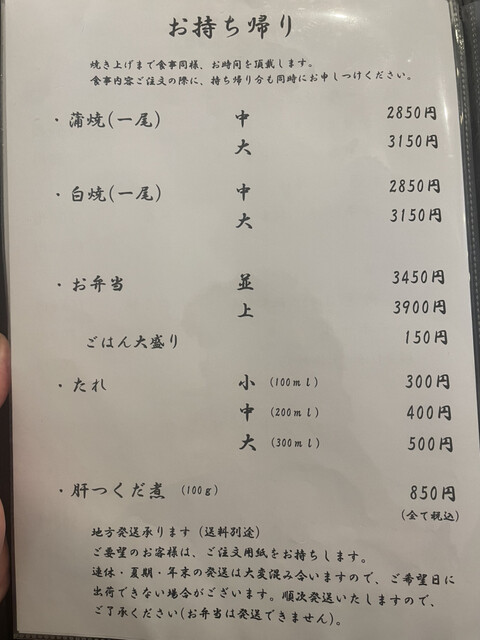 お持ち帰り
焼き上げまで食事同様、お時間を頂戴します。
食事内容ご注文の際に、持ち帰り分も同時にお申しつけください。
・蒲焼(一尾) 中 2850円
大 3150円
・白焼(一尾) 中 2850円
大 3150円
・お弁当 並 3450円
上 3900円
ごはん大盛り 150円
・たれ 小 (100ml) 300円
中 (200ml) 400円
大 (300ml) 500円
・肝つくだ煮 (100g) 850円
(全て税込)
地方発送承ります (送料別途)
ご要望のお客様は、ご注文用紙をお持ちします。
連休・夏期・年末の発送は大変混み合いますので、ご希望日に
出荷できない場合がございます。順次発送いたしますので、
ご了承ください(お弁当は発送できません)。